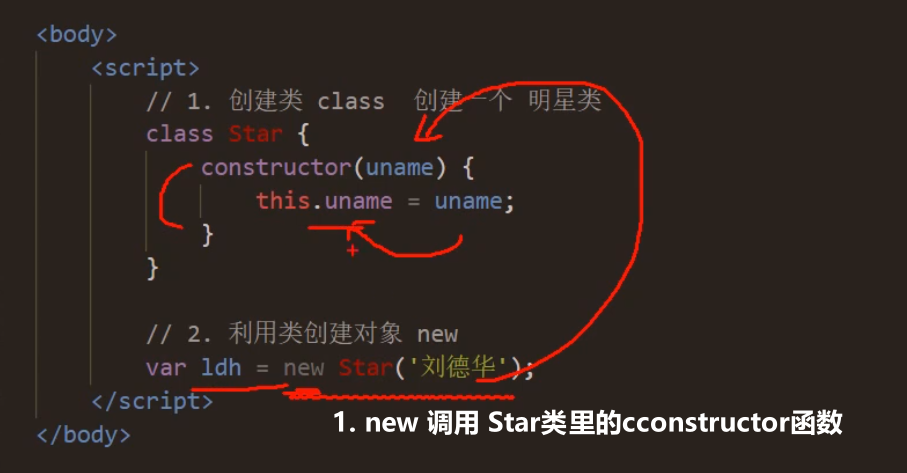 <body>
<script>
// 1. 创建类 class  创建一个 明星类
class Star {
constructor(uname) {
this.uname = uname;
}
}
// 2. 利用类创建对象 new
var ldh = new Star('刘德华');
</script>
</body>
1. new 调用 Star类里的cconstructor函数